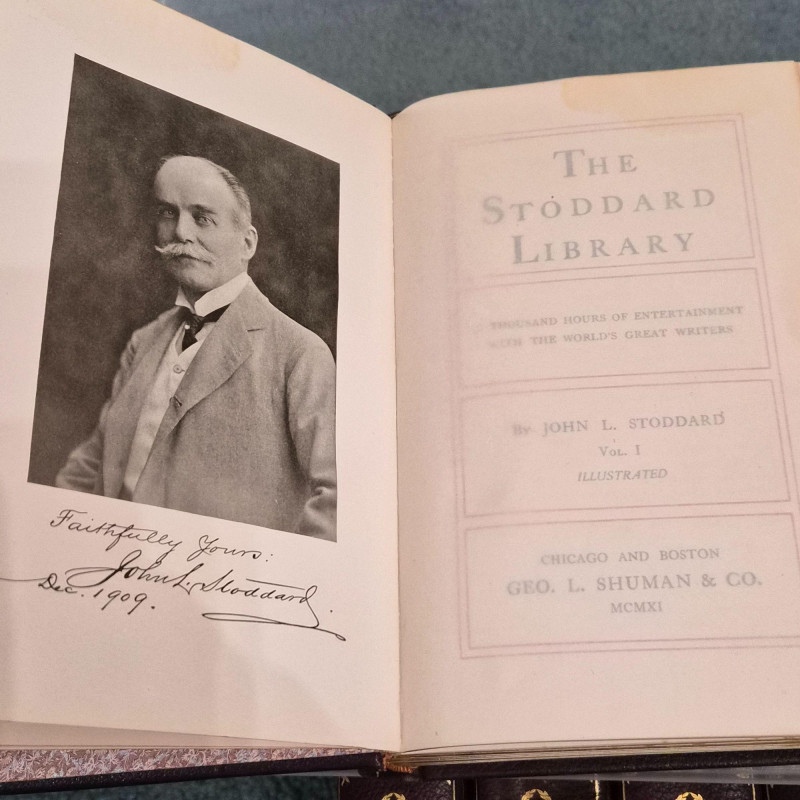 Faithfully Yours:
John L. Stoddard.
Dec. 1909.
THE
STODDARD
LIBRARY
THOUSAND HOURS OF ENTERTAINMENT
WITH THE WORLD'S GREAT WRITERS
By JOHN L. STODDARD
VOL. I
ILLUSTRATED
CHICAGO AND BOSTON
GEO. L. SHUMAN & CO.
MCMXI